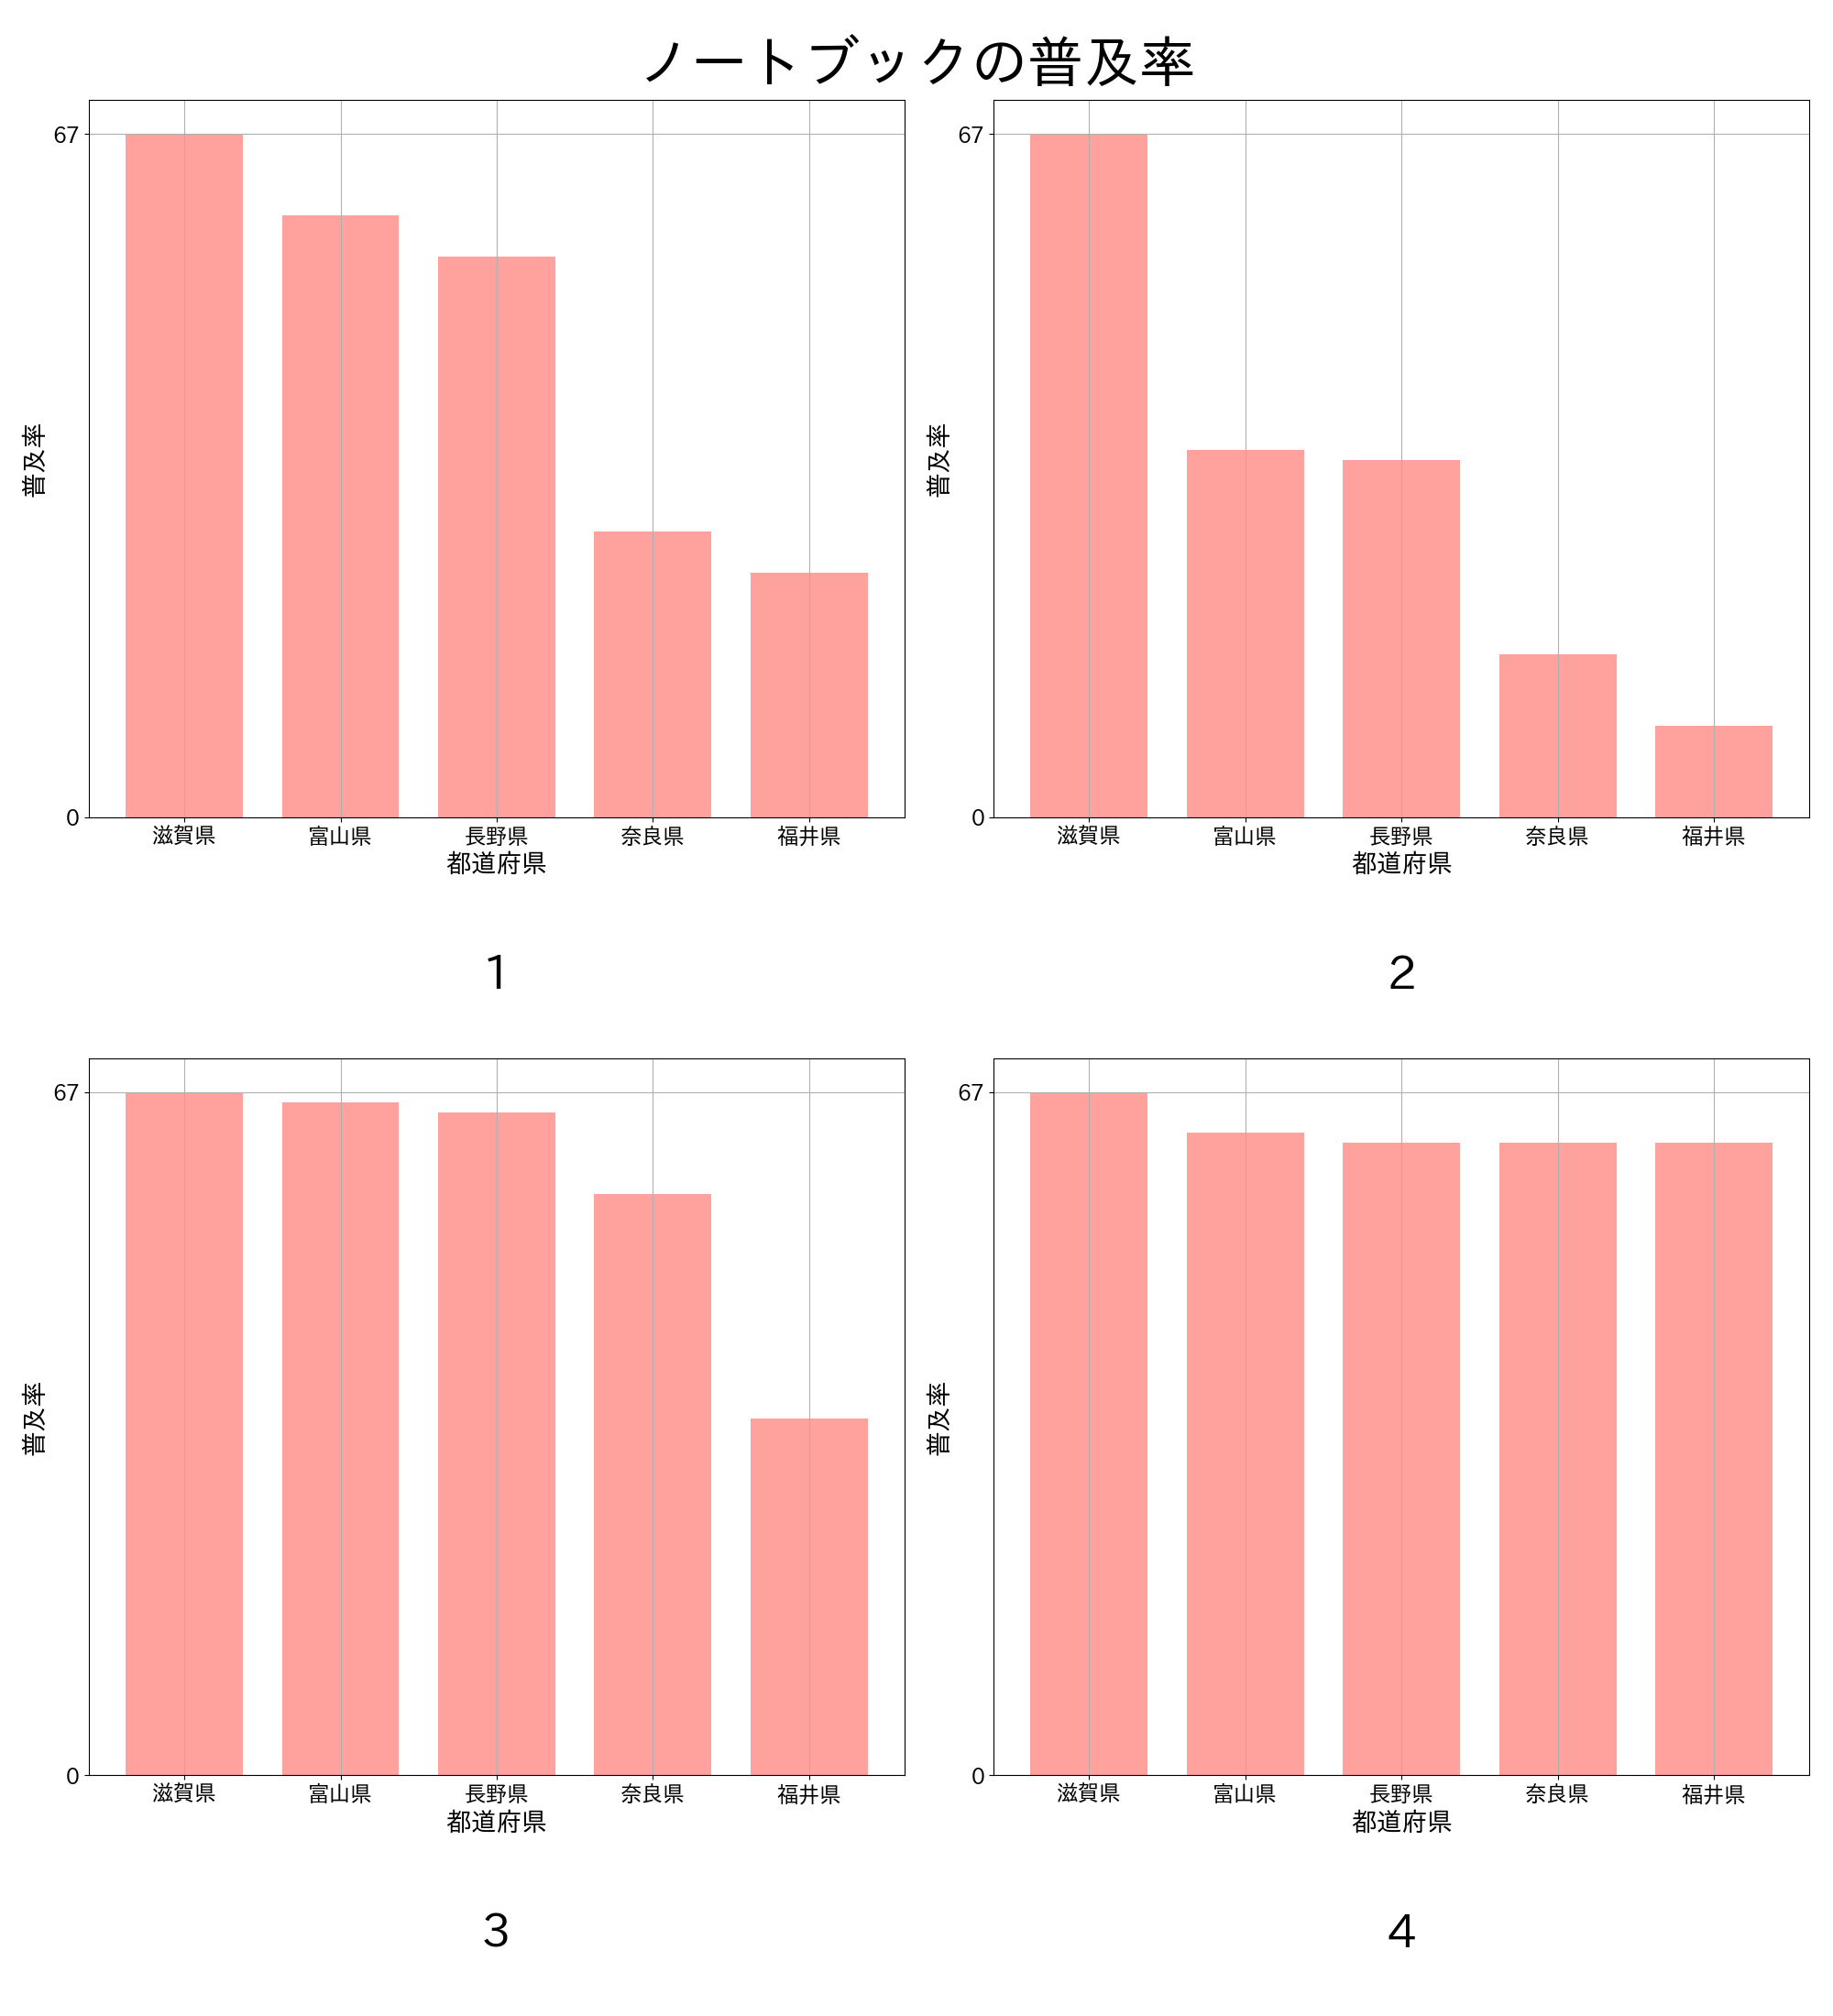 ノートブックの普及率
67
0
普及率
滋賀県 富山県 長野県 奈良県 福井県
都道府県
1
67
0
普及率
滋賀県 富山県 長野県 奈良県 福井県
都道府県
2
67
0
普及率
滋賀県 富山県 長野県 奈良県 福井県
都道府県
3
67
0
普及率
滋賀県 富山県 長野県 奈良県 福井県
都道府県
4